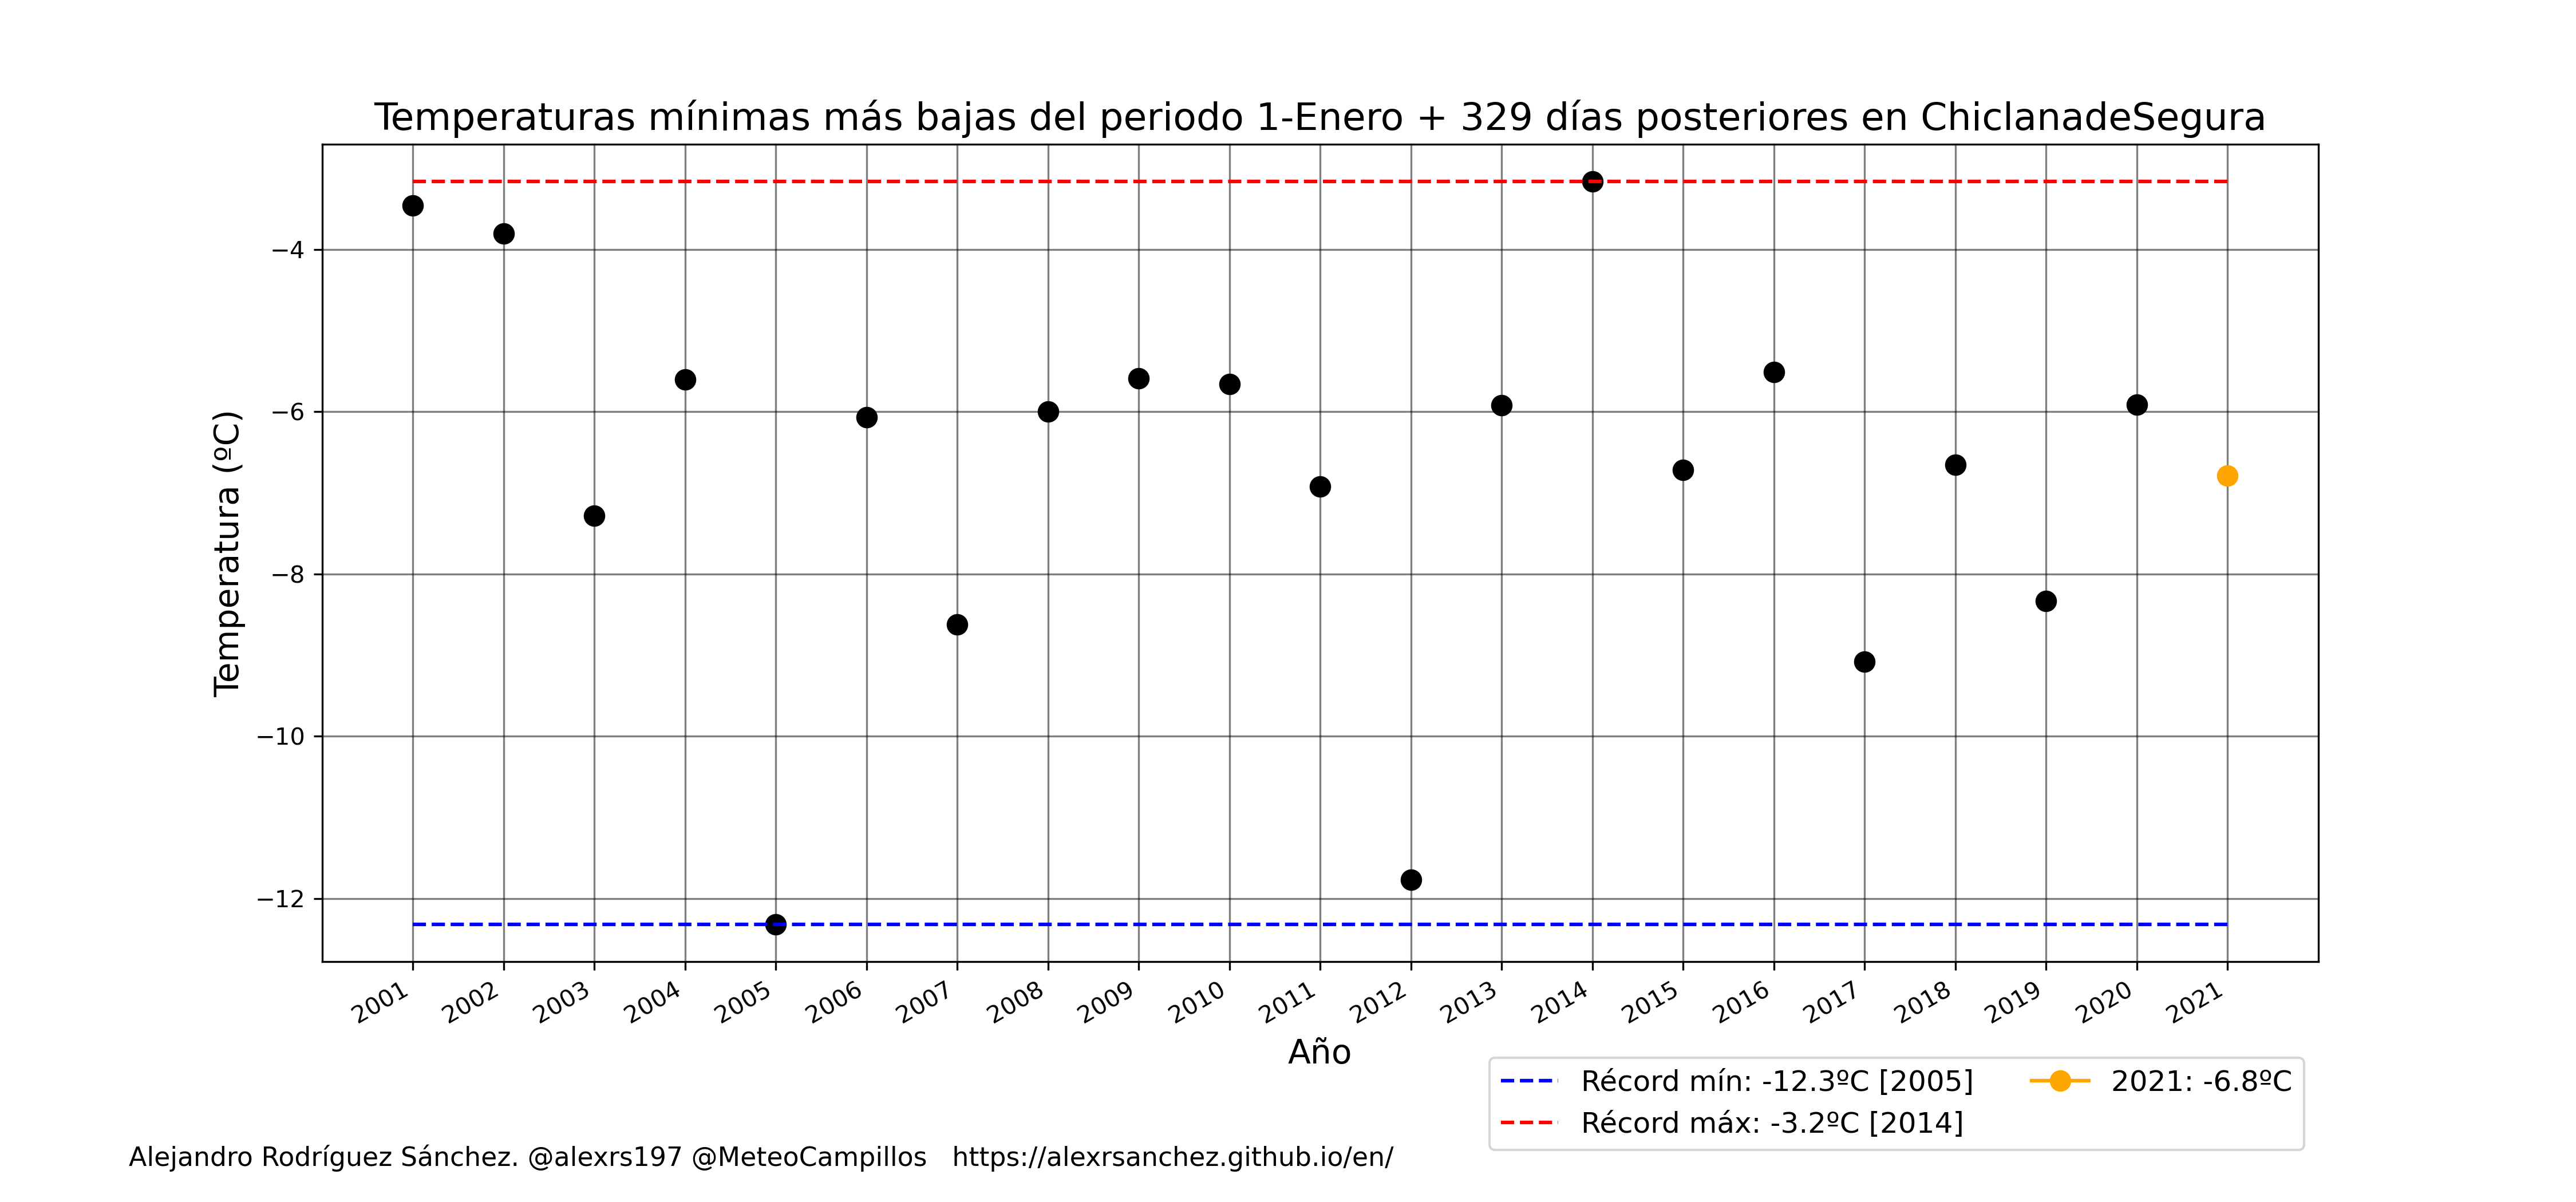 Temperaturas mínimas más bajas del periodo 1-Enero + 329 días posteriores en ChiclanadeSegura
Temperatura (ºC)
−4
−6
−8
−10
−12
2001 2002 2003 2004 2005 2006 2007 2008 2009 2010 2011 2012 2013 2014 2015 2016 2017 2018 2019 2020 2021
Año
Récord mín: -12.3ºC [2005]
Récord máx: -3.2ºC [2014]
2021: -6.8ºC
Alejandro Rodríguez Sánchez. @alexrs197 @MeteoCampillos https://alexrsanchez.github.io/en/